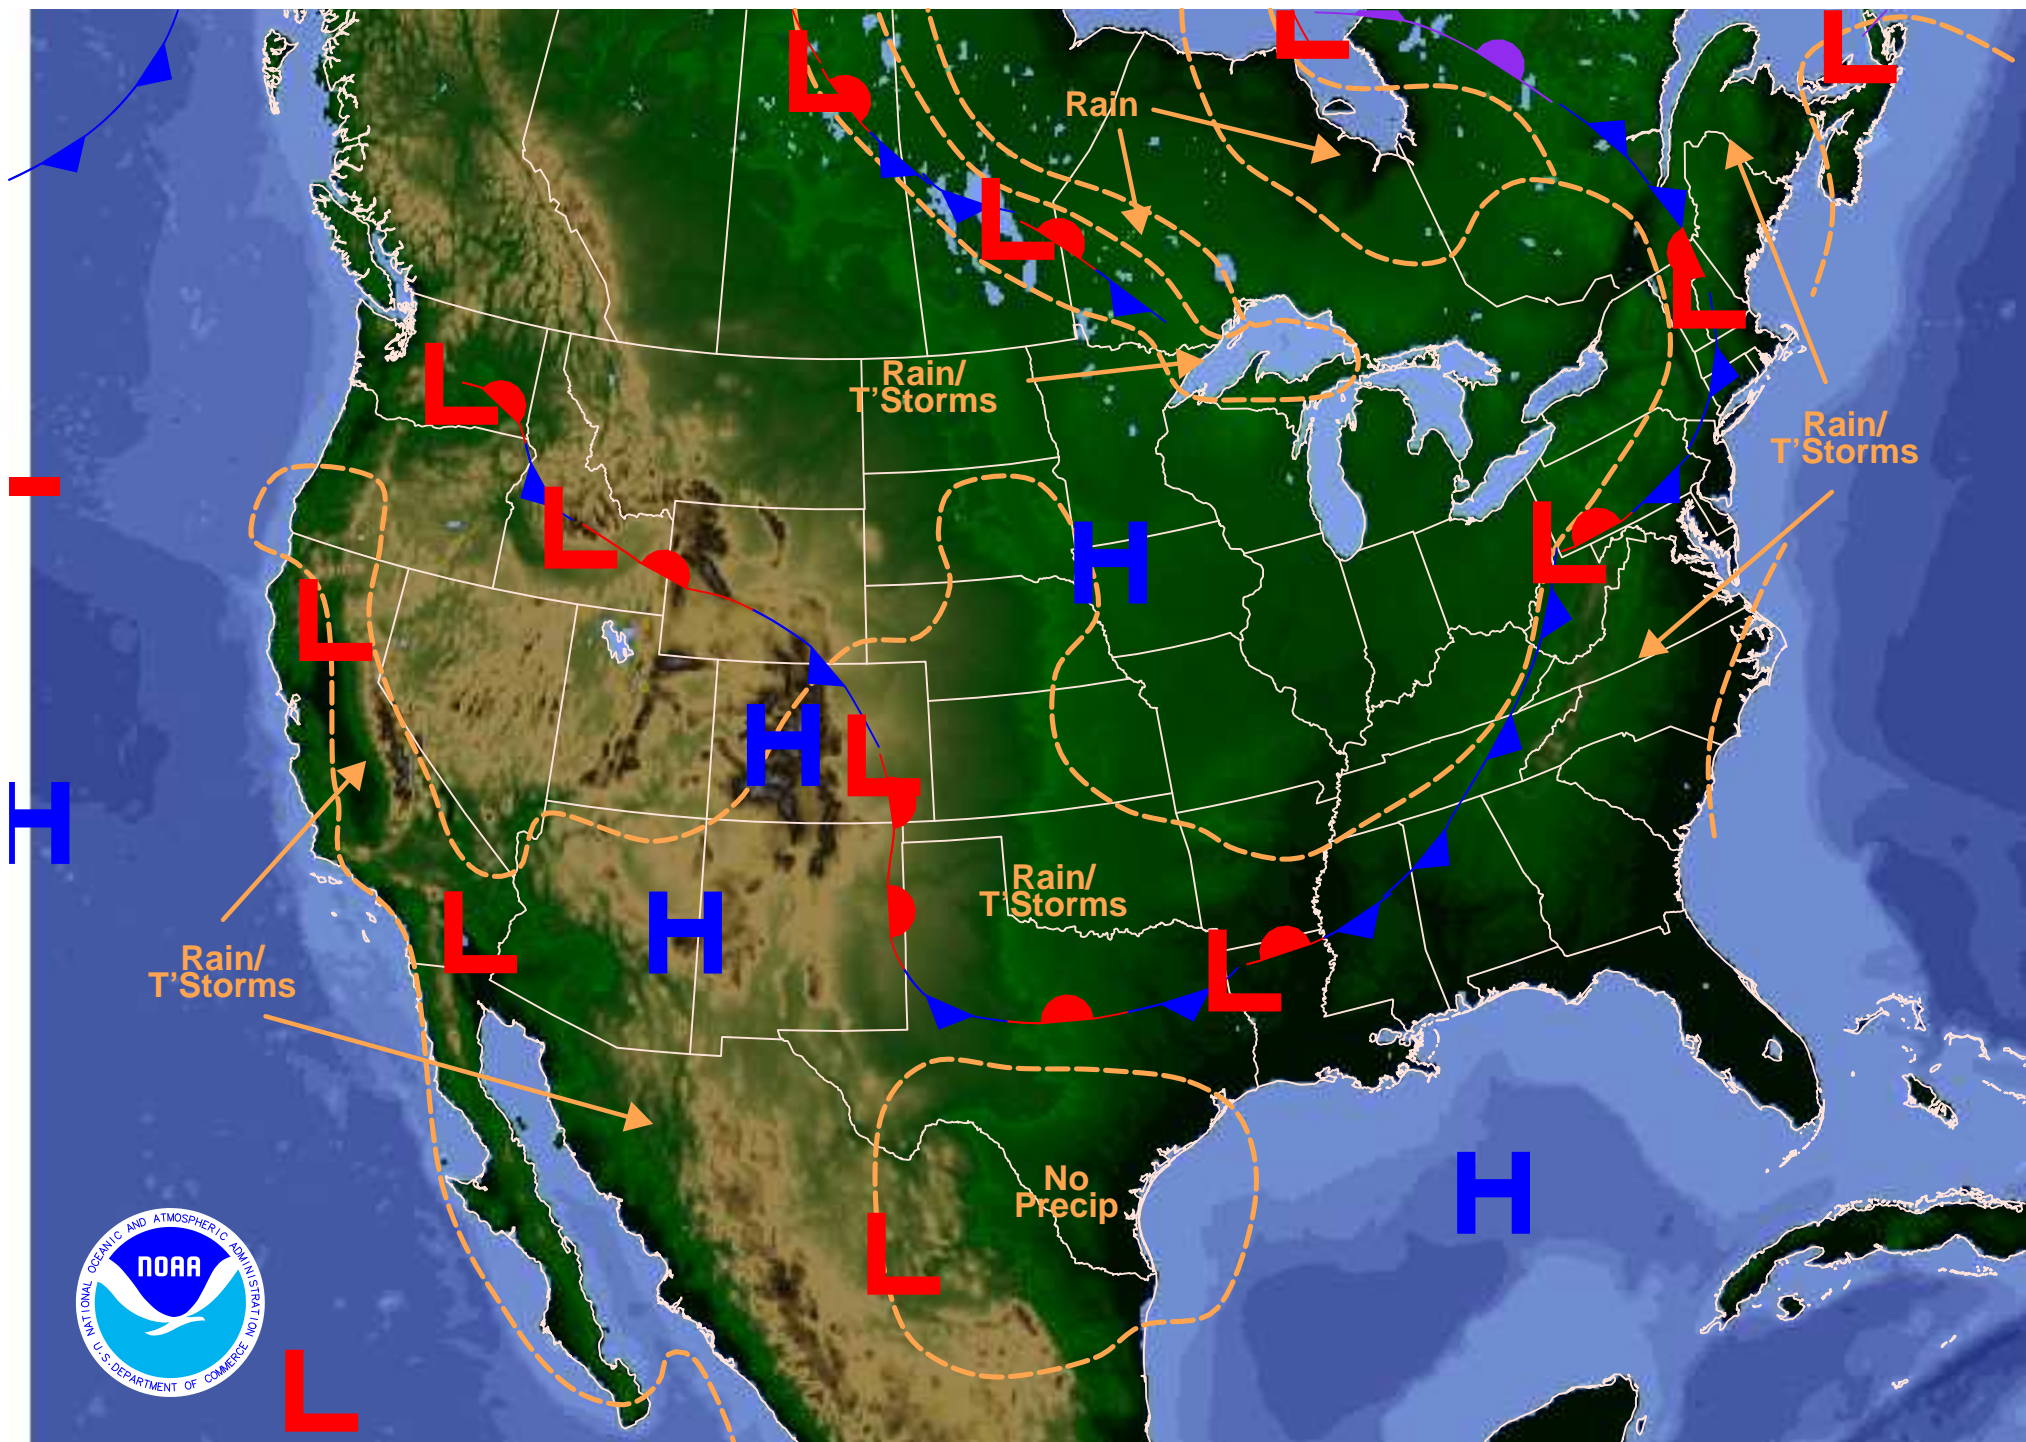 L
L
L
Rain
L
L
Rain/
T'Storms
L
Rain/
T'Storms
L
L
H
L
H
L
H
Rain/
T'Storms
L
H
L
Rain/
T'Storms
No
Precip
H
L
L
NATIONAL OCEANIC AND ATMOSPHERIC ADMINISTRATION
NOAA
U.S. DEPARTMENT OF COMMERCE